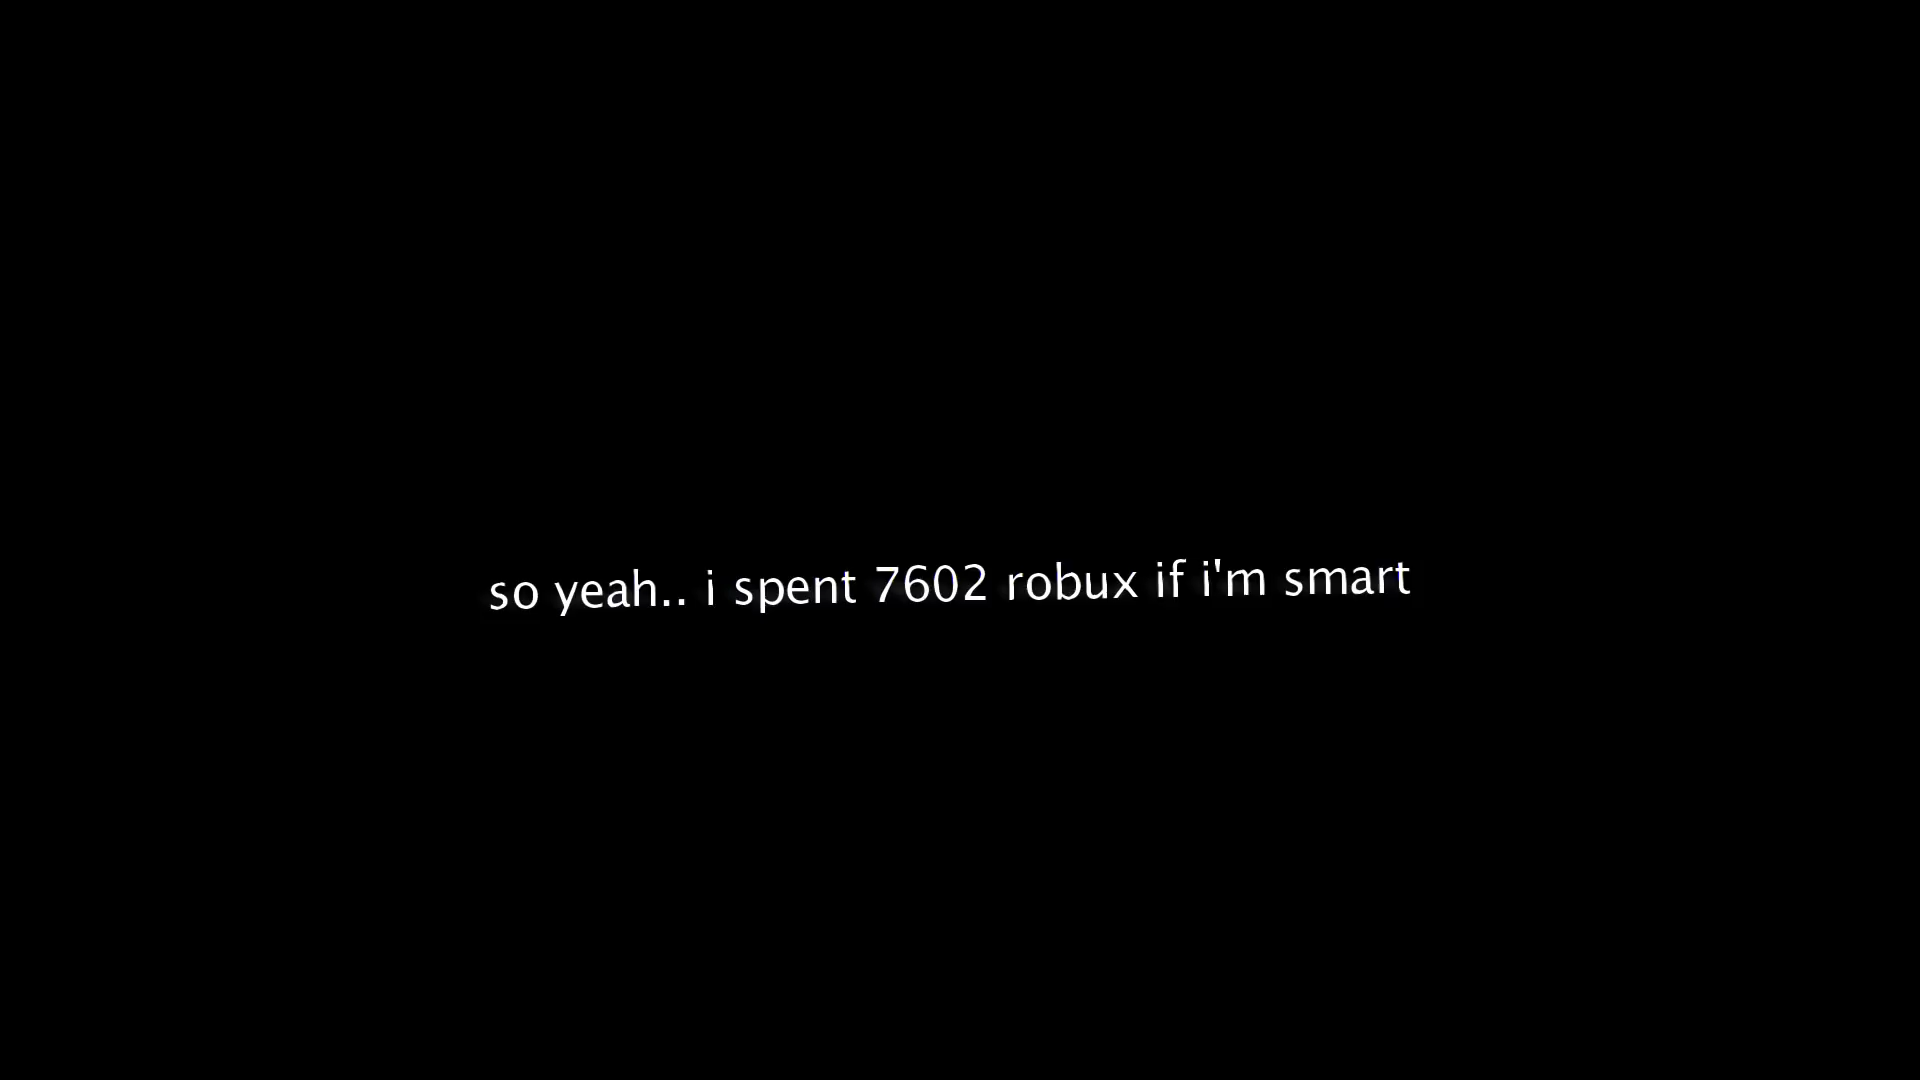 so yeah.. i spent 7602 robux if i'm smart